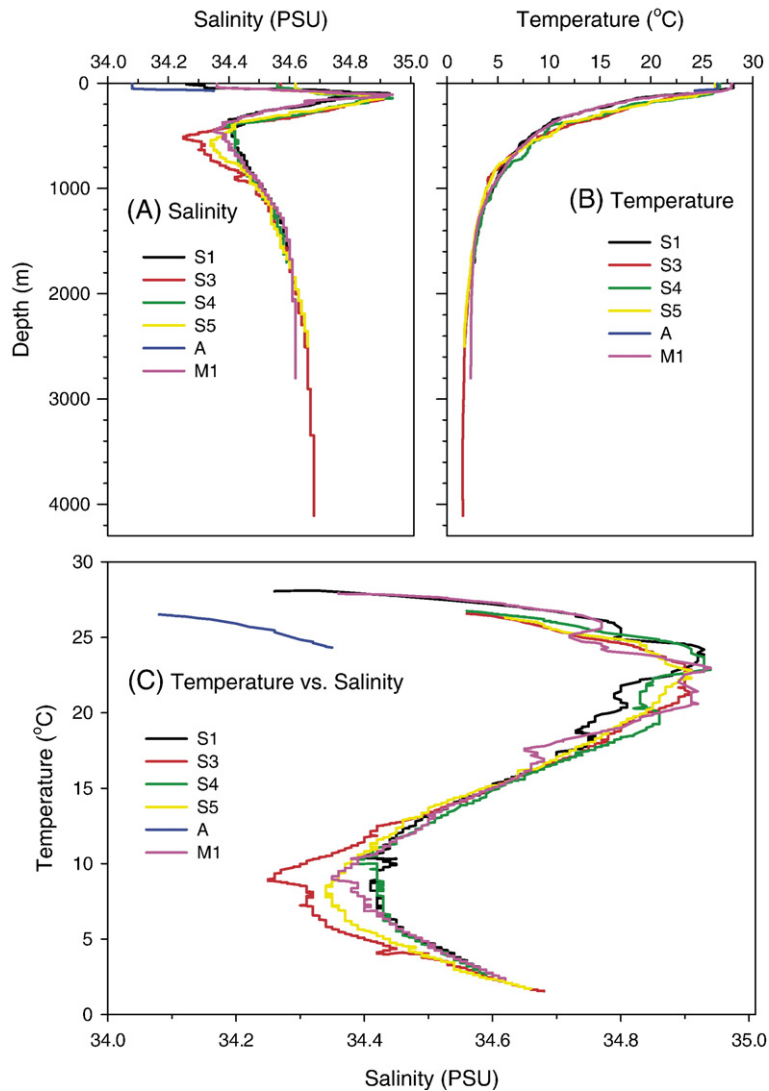 Salinity (PSU)
34.0 34.2 34.4 34.6 34.8 35.0
Temperature (°C)
0 5 10 15 20 25 30
Depth (m)
0
1000
2000
3000
4000
(A) Salinity
S1
S3
S4
S5
A
M1
(B) Temperature
S1
S3
S4
S5
A
M1
Temperature (°C)
30
25
20
15
10
5
0
(C) Temperature vs. Salinity
S1
S3
S4
S5
A
M1
34.0 34.2 34.4 34.6 34.8 35.0
Salinity (PSU)